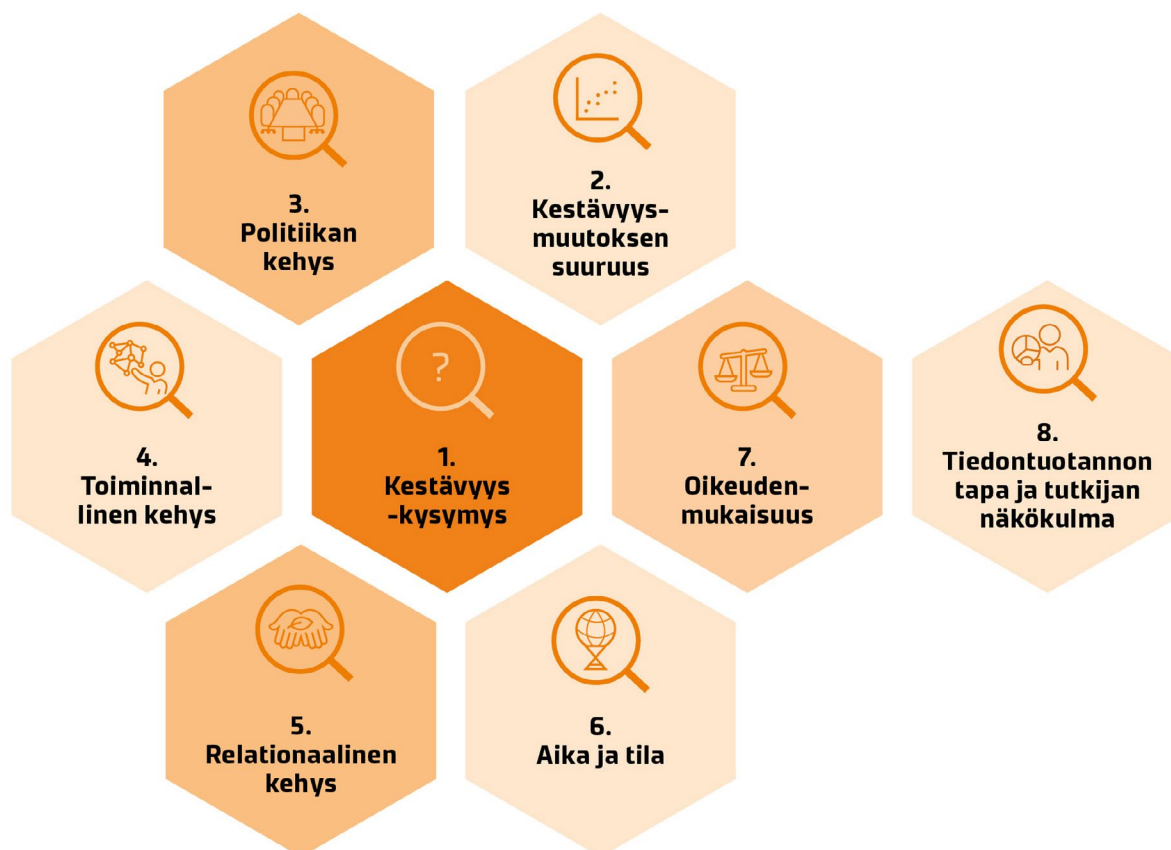 3.
Politiikan
kehys
2.
Kestävyys-
muutoksen
suuruus
4.
Toiminnal-
linen kehys
?
1.
Kestävyys
-kysymys
7.
Oikeuden-
mukaisuus
8.
Tiedontuotannon
tapa ja tutkijan
näkökulma
5.
Relationaalinen
kehys
6.
Aika ja tila